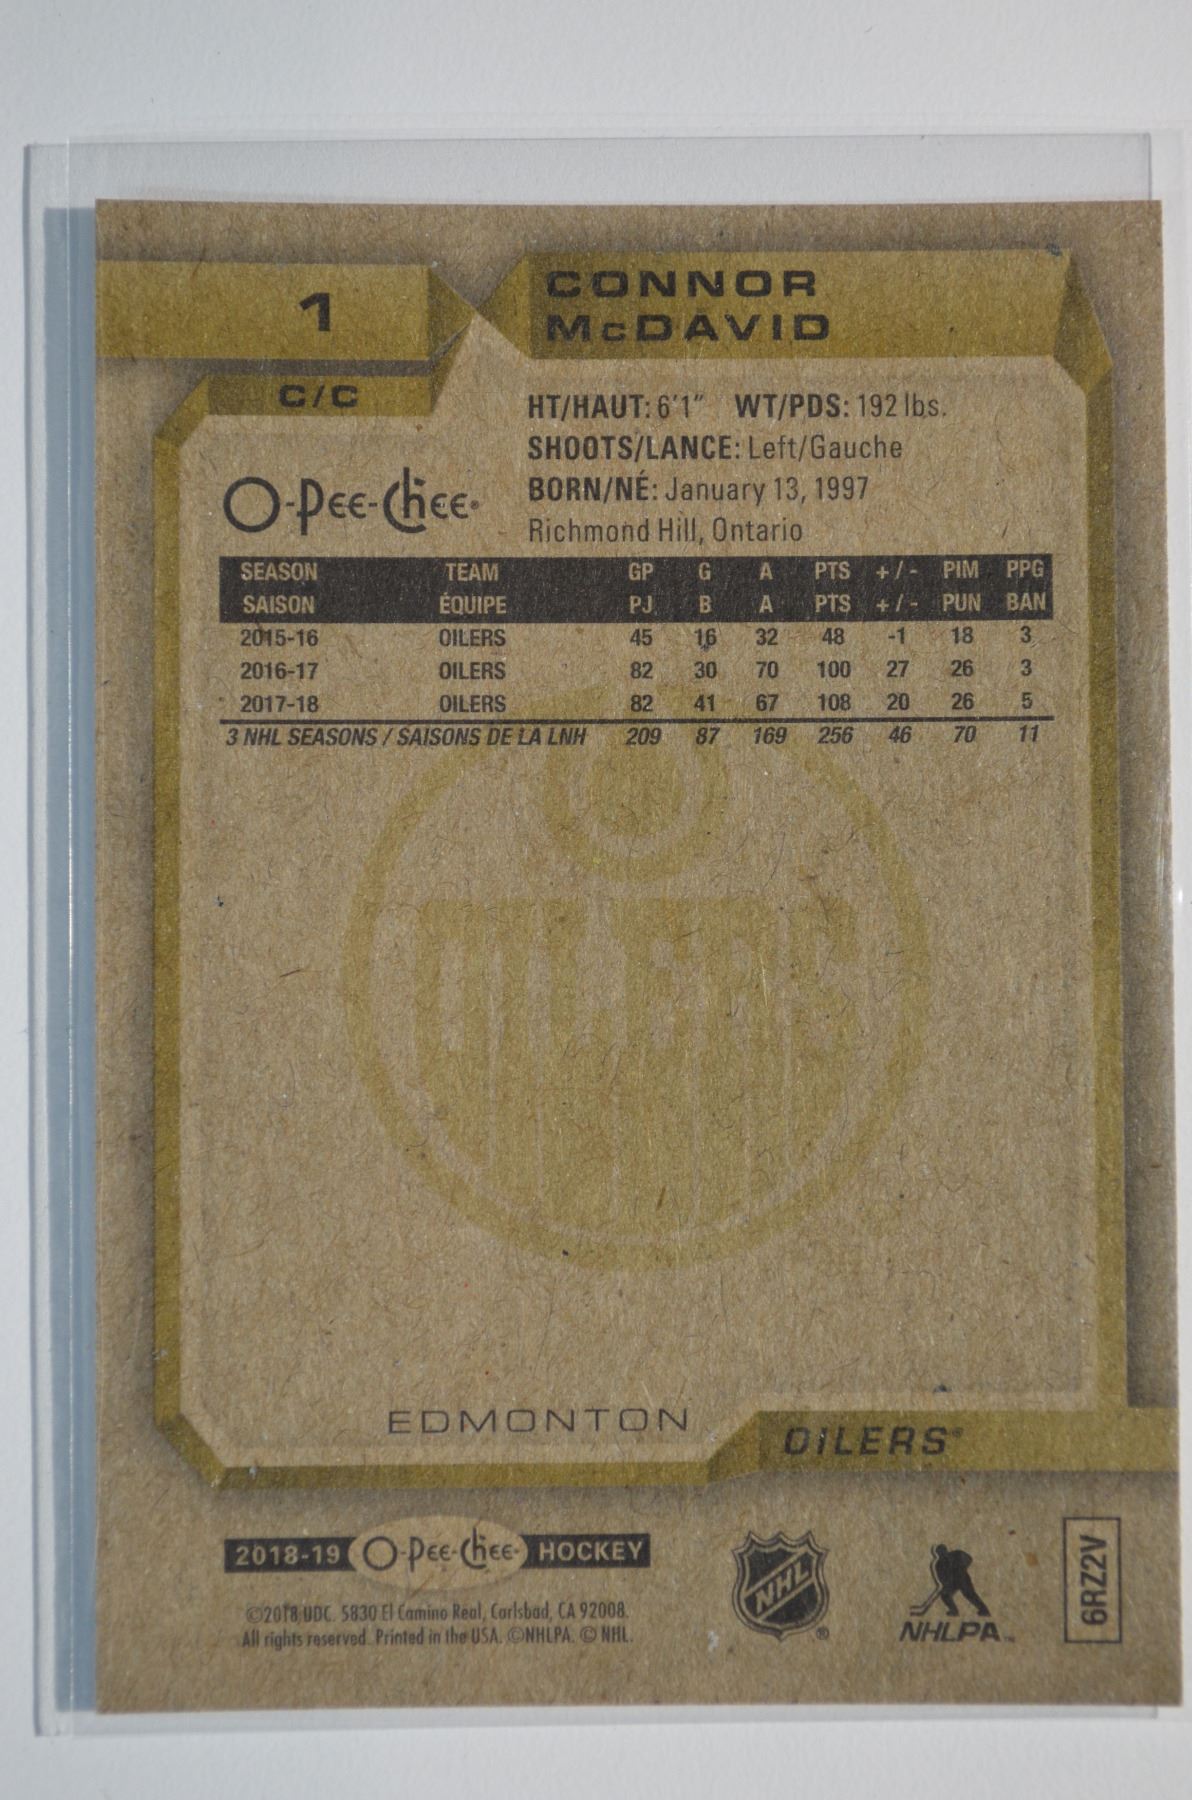 1
CONNOR
McDAVID
C/C
HT/HAUT: 6'1" WT/PDS: 192 lbs.
SHOOTS/LANCE: Left/Gauche
BORN/NÉ: January 13, 1997
Richmond Hill, Ontario
O-Pee-Chee®
SEASON TEAM GP G A PTS +/- PIM PPG
SAISON ÉQUIPE PJ B A PTS +/- PUN BAN
2015-16 OILERS 45 16 32 48 -1 18 3
2016-17 OILERS 82 30 70 100 27 26 3
2017-18 OILERS 82 41 67 108 20 26 5
3 NHL SEASONS / SAISONS DE LA LNH 209 87 169 256 46 70 11
OILERS
EDMONTON
OILERS®
2018-19 O-Pee-Chee® HOCKEY
©2018 UDC. 5830 El Camino Real, Carlsbad, CA 92008.
All rights reserved. Printed in the USA. ©NHLPA. © NHL.
NHL®
NHLPA™
6RZ2V